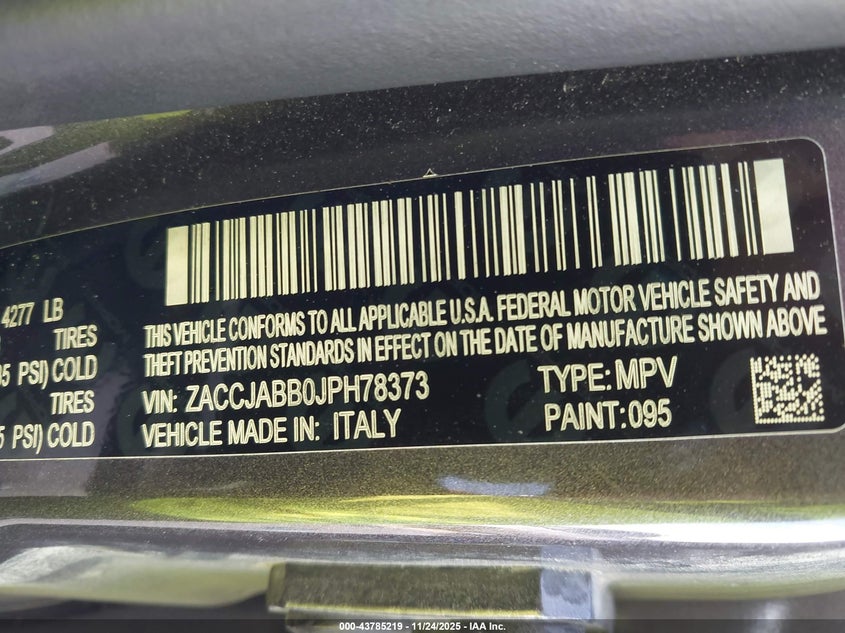 4277 LB
TIRES
5 PSI) COLD
TIRES
5 PSI) COLD
THIS VEHICLE CONFORMS TO ALL APPLICABLE U.S.A. FEDERAL MOTOR VEHICLE SAFETY AND
THEFT PREVENTION STANDARDS IN EFFECT ON THE DATE OF MANUFACTURE SHOWN ABOVE
VIN: ZACCJABB0JPH78373
TYPE: MPV
VEHICLE MADE IN: ITALY
PAINT: 095
000-43785219 | 11/24/2025 - IAA Inc.